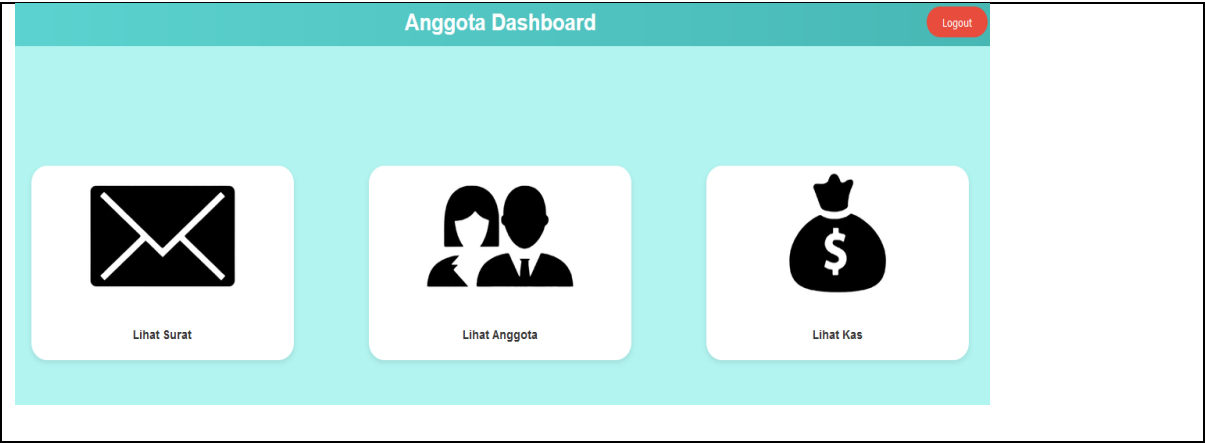 Anggota Dashboard
Logout
$
Lihat Surat
Lihat Anggota
Lihat Kas